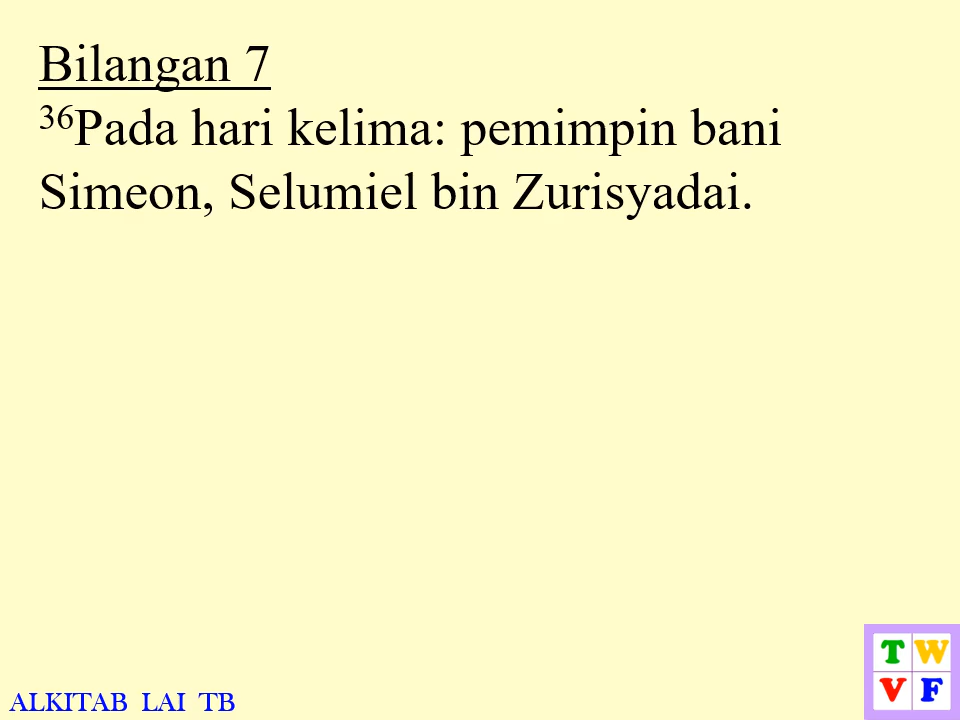 Bilangan 7
36Pada hari kelima: pemimpin bani
Simeon, Selumiel bin Zurisyadai.
T W
V F
ALKITAB LAI TB